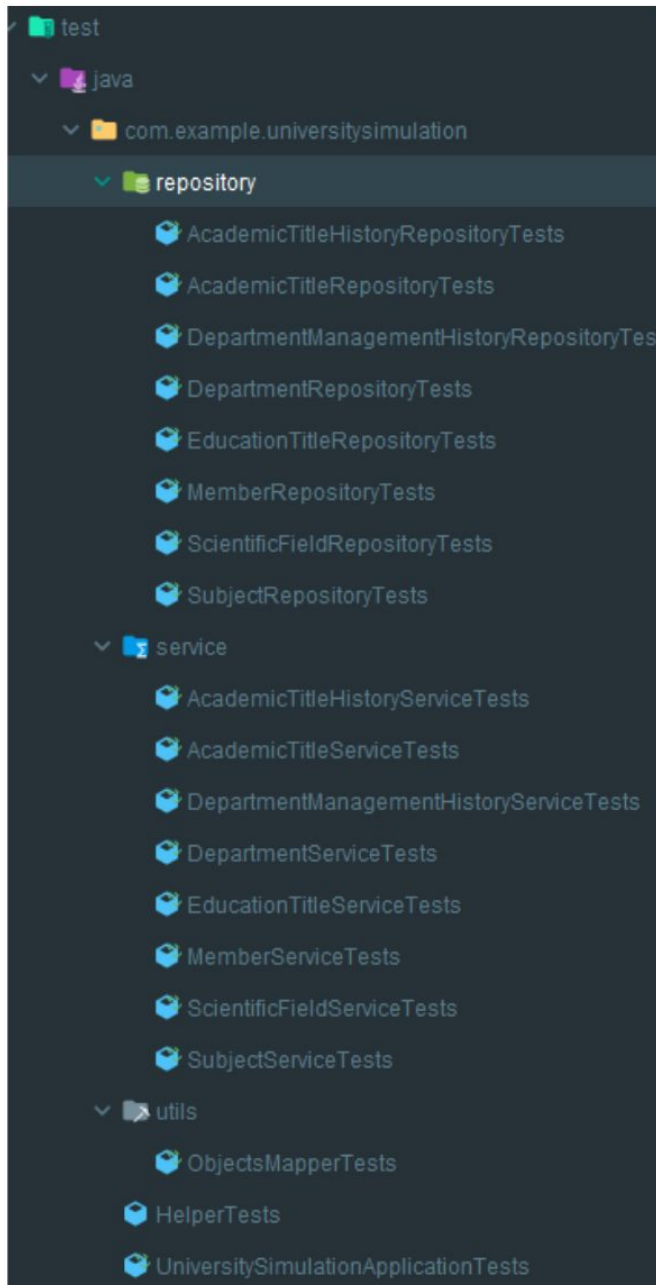 test
java
com.example.universitysimulation
repository
AcademicTitleHistoryRepositoryTests
AcademicTitleRepositoryTests
DepartmentManagementHistoryRepositoryTes
DepartmentRepositoryTests
EducationTitleRepositoryTests
MemberRepositoryTests
ScientificFieldRepositoryTests
SubjectRepositoryTests
service
AcademicTitleHistoryServiceTests
AcademicTitleServiceTests
DepartmentManagementHistoryServiceTests
DepartmentServiceTests
EducationTitleServiceTests
MemberServiceTests
ScientificFieldServiceTests
SubjectServiceTests
utils
ObjectsMapperTests
HelperTests
UniversitySimulationApplicationTests